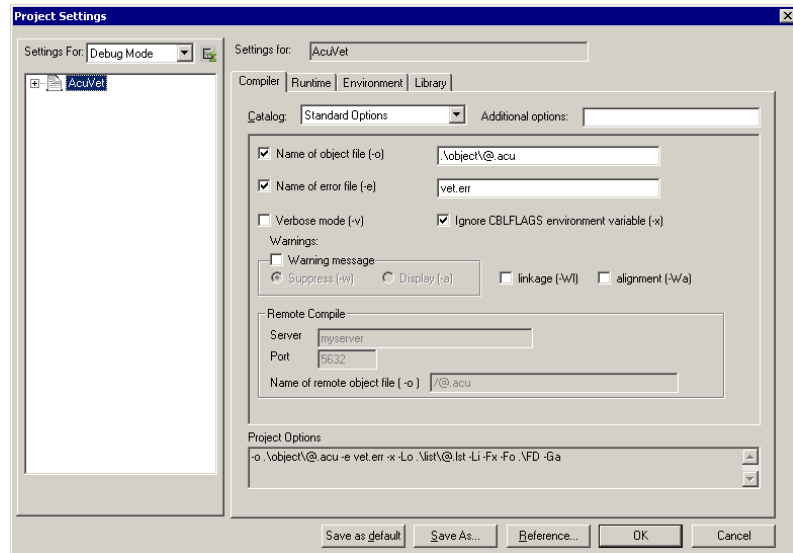 Project Settings
Settings For: Debug Mode
AcuVet
Settings for: AcuVet
Compiler Runtime Environment Library
Catalog: Standard Options Additional options:
Name of object file (-o) .\object\@.acu
Name of error file (-e) vet.err
Verbose mode (-v) Ignore CBLFLAGS environment variable (-x)
Warnings:
Warning message
Suppress (-w) Display (-a) linkage (-Wl) alignment (-Wa)
Remote Compile
Server myserver
Port 5632
Name of remote object file ( -o ) /@.acu
Project Options
-o .\object\@.acu -e vet.err -x -Lo .\list\@.lst -Li -Fx -Fo .\FD -Ga
Save as default Save As... Reference... OK Cancel